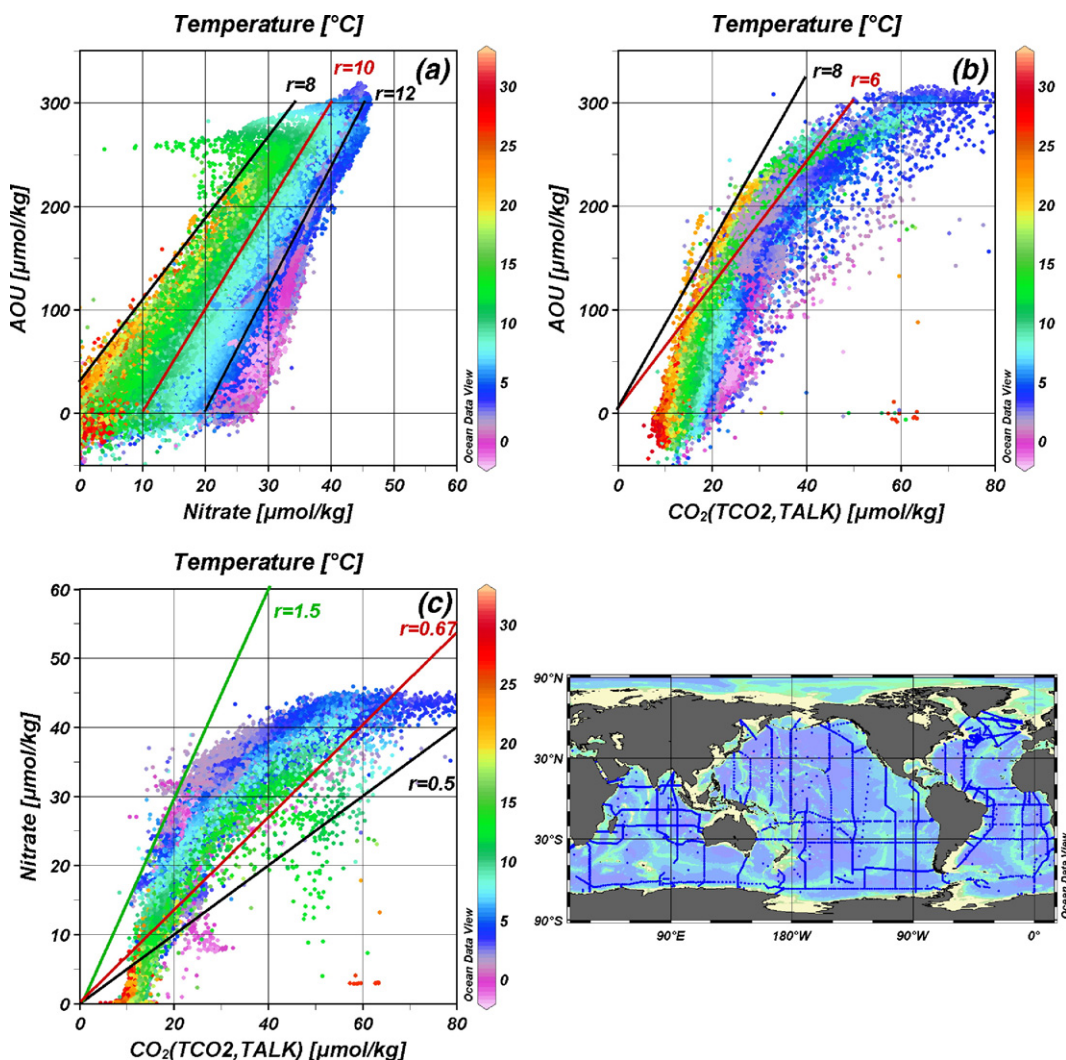 Temperature [°C]
(a)
r=8
r=10
r=12
300
200
100
0
AOU [µmol/kg]
0 10 20 30 40 50 60
Nitrate [µmol/kg]
30
25
20
15
10
5
0
Ocean Data View
Temperature [°C]
(b)
r=8
r=6
300
200
100
0
AOU [µmol/kg]
0 20 40 60 80
CO₂(TCO2,TALK) [µmol/kg]
30
25
20
15
10
5
0
Ocean Data View
Temperature [°C]
(c)
r=1.5
r=0.67
r=0.5
60
50
40
30
20
10
0
Nitrate [µmol/kg]
0 20 40 60 80
CO₂(TCO2,TALK) [µmol/kg]
30
25
20
15
10
5
0
Ocean Data View
90°N
30°N
30°S
90°S
90°E 180°W 90°W 0°
Ocean Data View